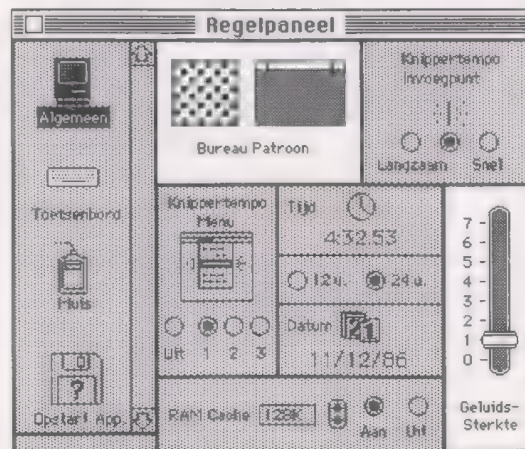 Regelpaneel
Algemeen
Toetsenbord
Muis
Opstart App.
Bureau Patroon
Knippertempo
Invoegpunt
Langzaam Snel
Knippertempo
Menu
Uit 1 2 3
Tijd
4:32:53
12 u. 24 u.
Datum
11/12/86
RAM Cache 128K
Aan Uit
7
6
5
4
3
2
1
0
Geluids-
Sterkte